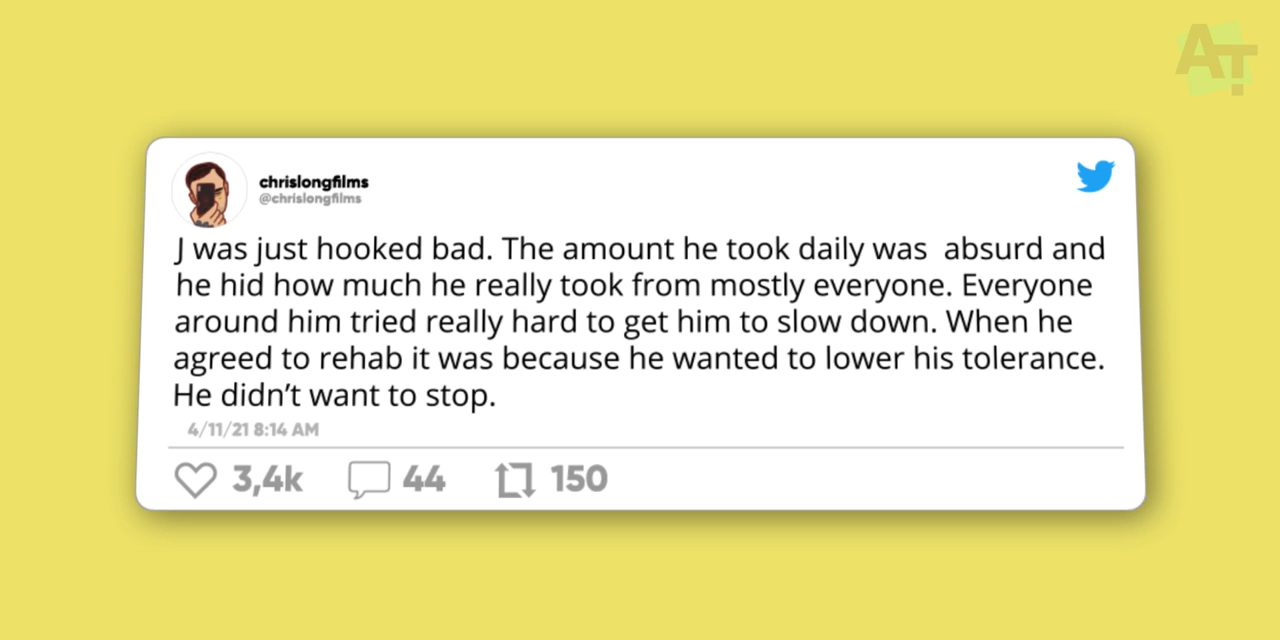 AT
chrislongfilms
@chrislongfilms
J was just hooked bad. The amount he took daily was  absurd and
he hid how much he really took from mostly everyone. Everyone
around him tried really hard to get him to slow down. When he
agreed to rehab it was because he wanted to lower his tolerance.
He didn’t want to stop.
4/11/21 8:14 AM
3,4k 44 150